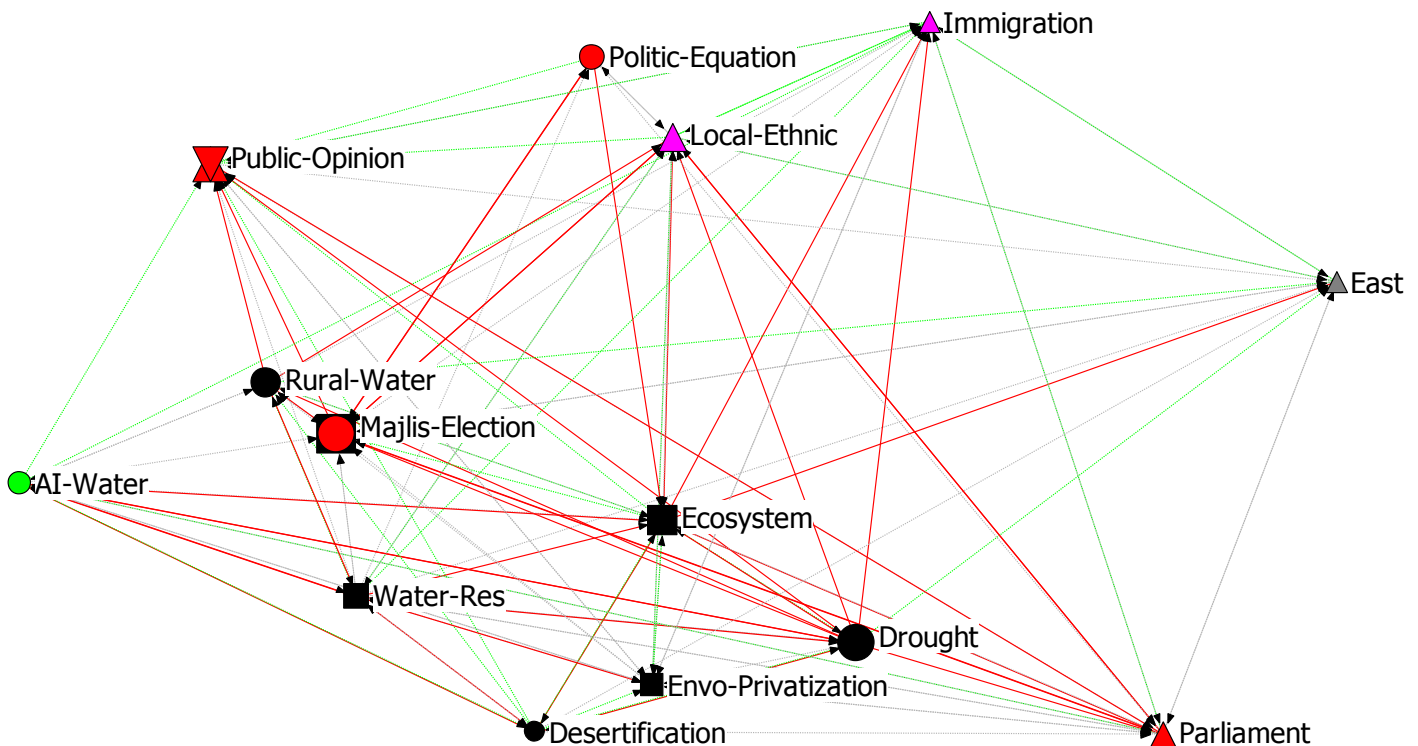 Immigration
Politic-Equation
Local-Ethnic
Public-Opinion
East
Rural-Water
Majlis-Election
AI-Water
Ecosystem
Water-Res
Drought
Envo-Privatization
Desertification
Parliament